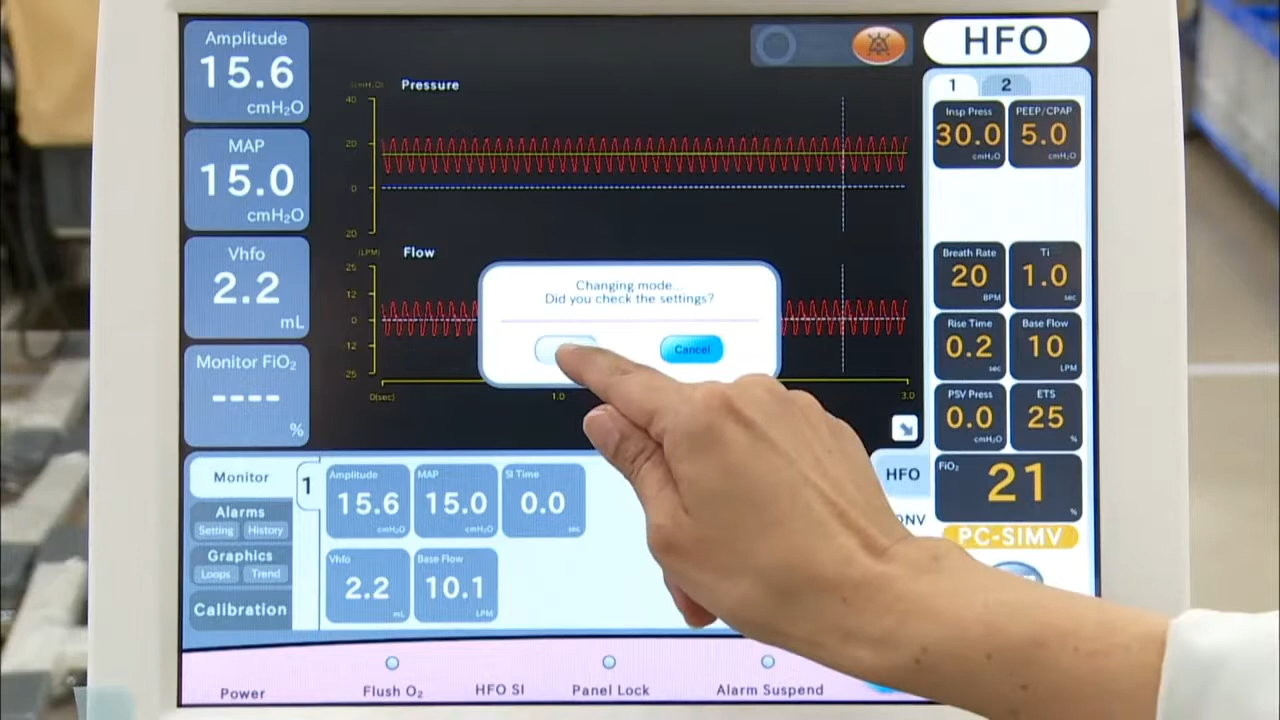 Amplitude
15.6
cmH₂O
MAP
15.0
cmH₂O
Vhfo
2.2
mL
Monitor FiO₂
----
%
(cmH₂O)
Pressure
40
20
0
20
(LPM)
Flow
25
12
0
12
25
0(sec)
1.0
3.0
Changing mode...
Did you check the settings?
Cancel
HFO
1 2
Insp Press
30.0
cmH₂O
PEEP/CPAP
5.0
cmH₂O
Breath Rate
20
BPM
Ti
1.0
sec
Rise Time
0.2
sec
Base Flow
10
LPM
PSV Press
0.0
cmH₂O
ETS
25
%
FiO₂
21
%
HFO
PC-SIMV
Monitor
Alarms
Setting History
Graphics
Loops Trend
Calibration
1
Amplitude
15.6
cmH₂O
MAP
15.0
cmH₂O
SI Time
0.0
sec
Vhfo
2.2
mL
Base Flow
10.1
LPM
Power Flush O₂ HFO SI Panel Lock Alarm Suspend